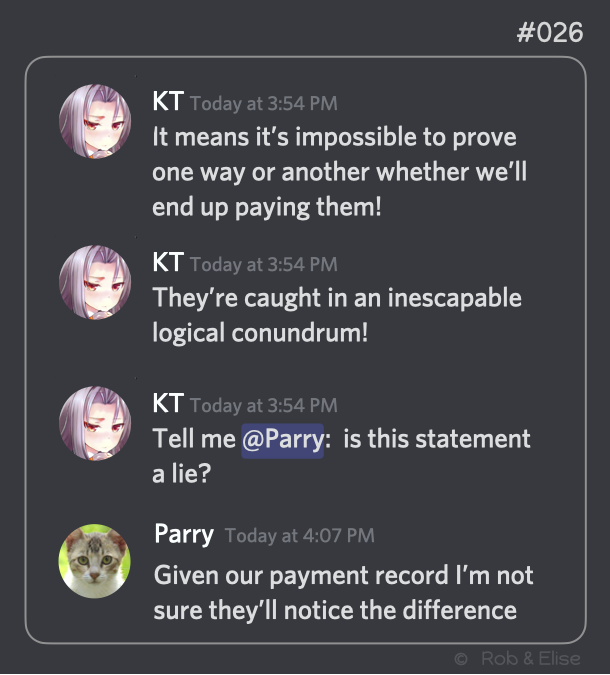 #026
KT Today at 3:54 PM
It means it's impossible to prove
one way or another whether we'll
end up paying them!
KT Today at 3:54 PM
They're caught in an inescapable
logical conundrum!
KT Today at 3:54 PM
Tell me @Parry:  is this statement
a lie?
Parry Today at 4:07 PM
Given our payment record I'm not
sure they'll notice the difference
© Rob & Elise